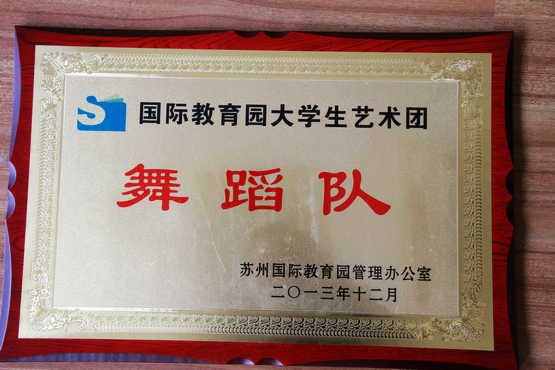 国际教育园大学生艺术团
舞蹈队
苏州国际教育园管理办公室
二〇一三年十二月